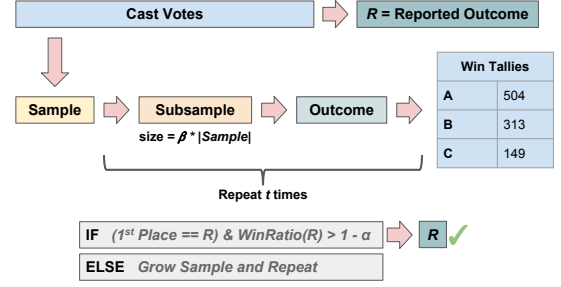 Cast Votes
R = Reported Outcome
Win Tallies
A 504
B 313
C 149
Sample
Subsample
Outcome
size = β * |Sample|
Repeat t times
IF (1st Place == R) & WinRatio(R) > 1 - α
R
ELSE Grow Sample and Repeat